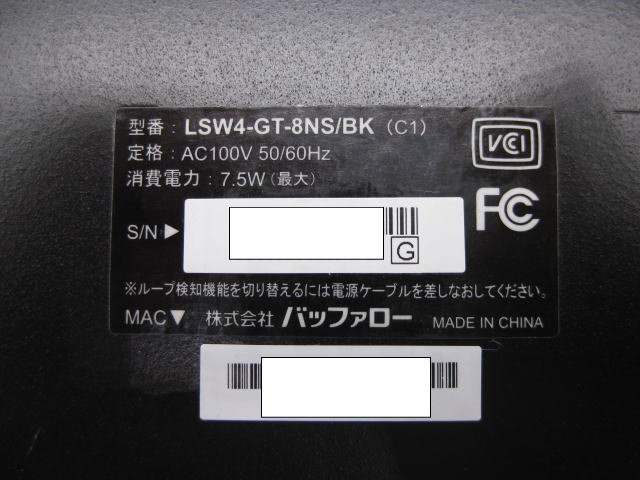 型番：LSW4-GT-8NS/BK（C1）
VCCI
定格：AC100V 50/60Hz
消費電力：7.5W（最大）
FC
S/N▶
G
※ループ検知機能を切り替えるには電源ケーブルを差しなおしてください。
MAC▼ 株式会社 バッファロー MADE IN CHINA